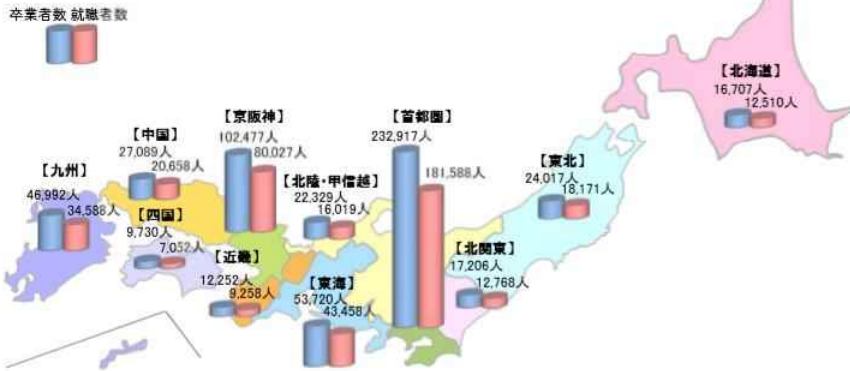 卒業者数 就職者数
【北海道】
16,707人
12,510人
【京阪神】
102,477人
80,027人
【首都圏】
232,917人
181,588人
【中国】
27,089人
20,658人
【九州】
46,992人
34,588人
【北陸・甲信越】
22,329人
16,019人
【東北】
24,017人
18,171人
【四国】
9,730人
7,052人
【近畿】
12,252人
9,258人
【東海】
53,720人
43,458人
【北関東】
17,206人
12,768人